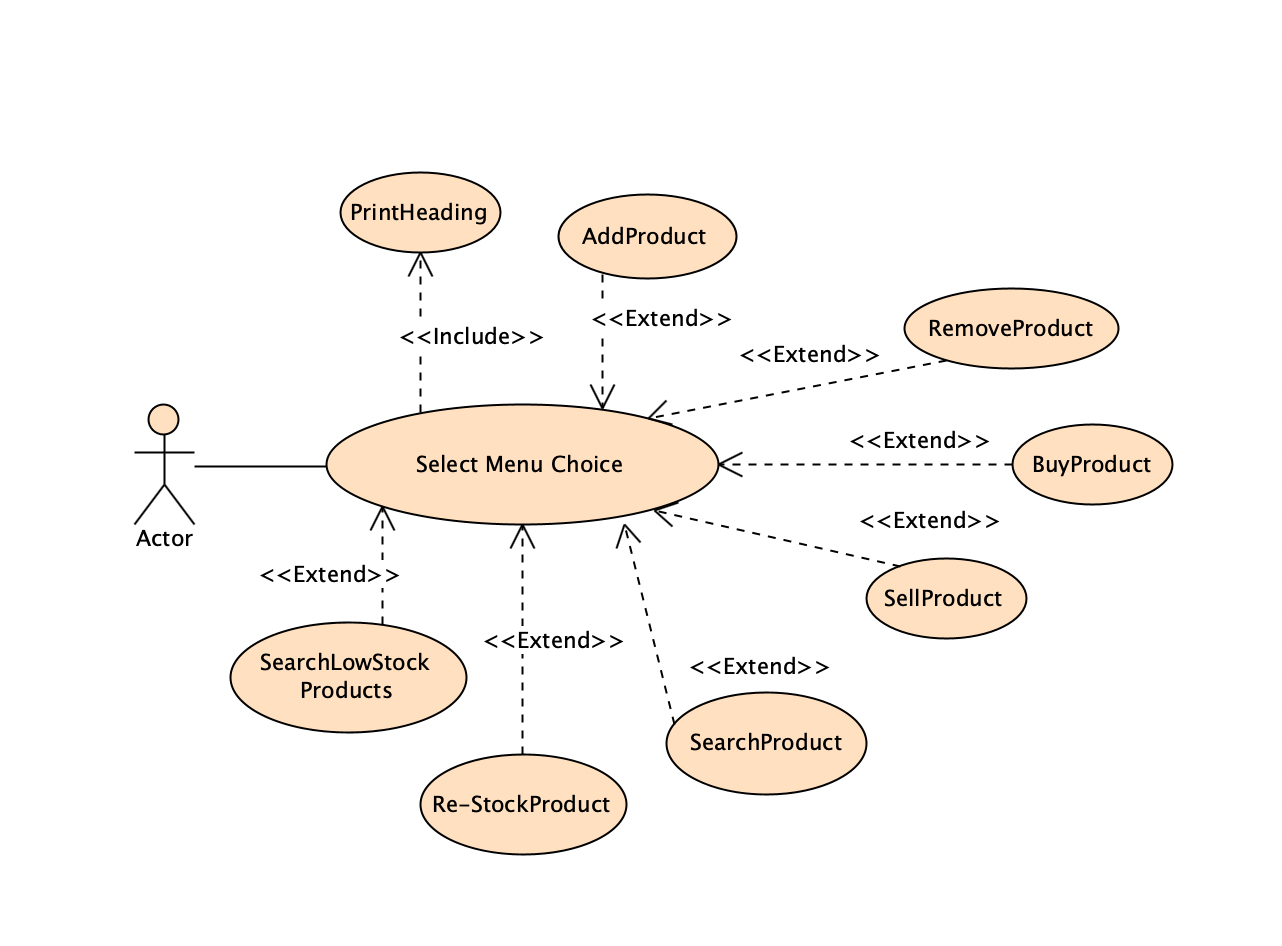 PrintHeading
AddProduct
<<Extend>>
<<Include>>
RemoveProduct
<<Extend>>
<<Extend>>
Select Menu Choice
BuyProduct
<<Extend>>
Actor
<<Extend>>
SellProduct
<<Extend>>
<<Extend>>
SearchLowStock
Products
SearchProduct
Re-StockProduct